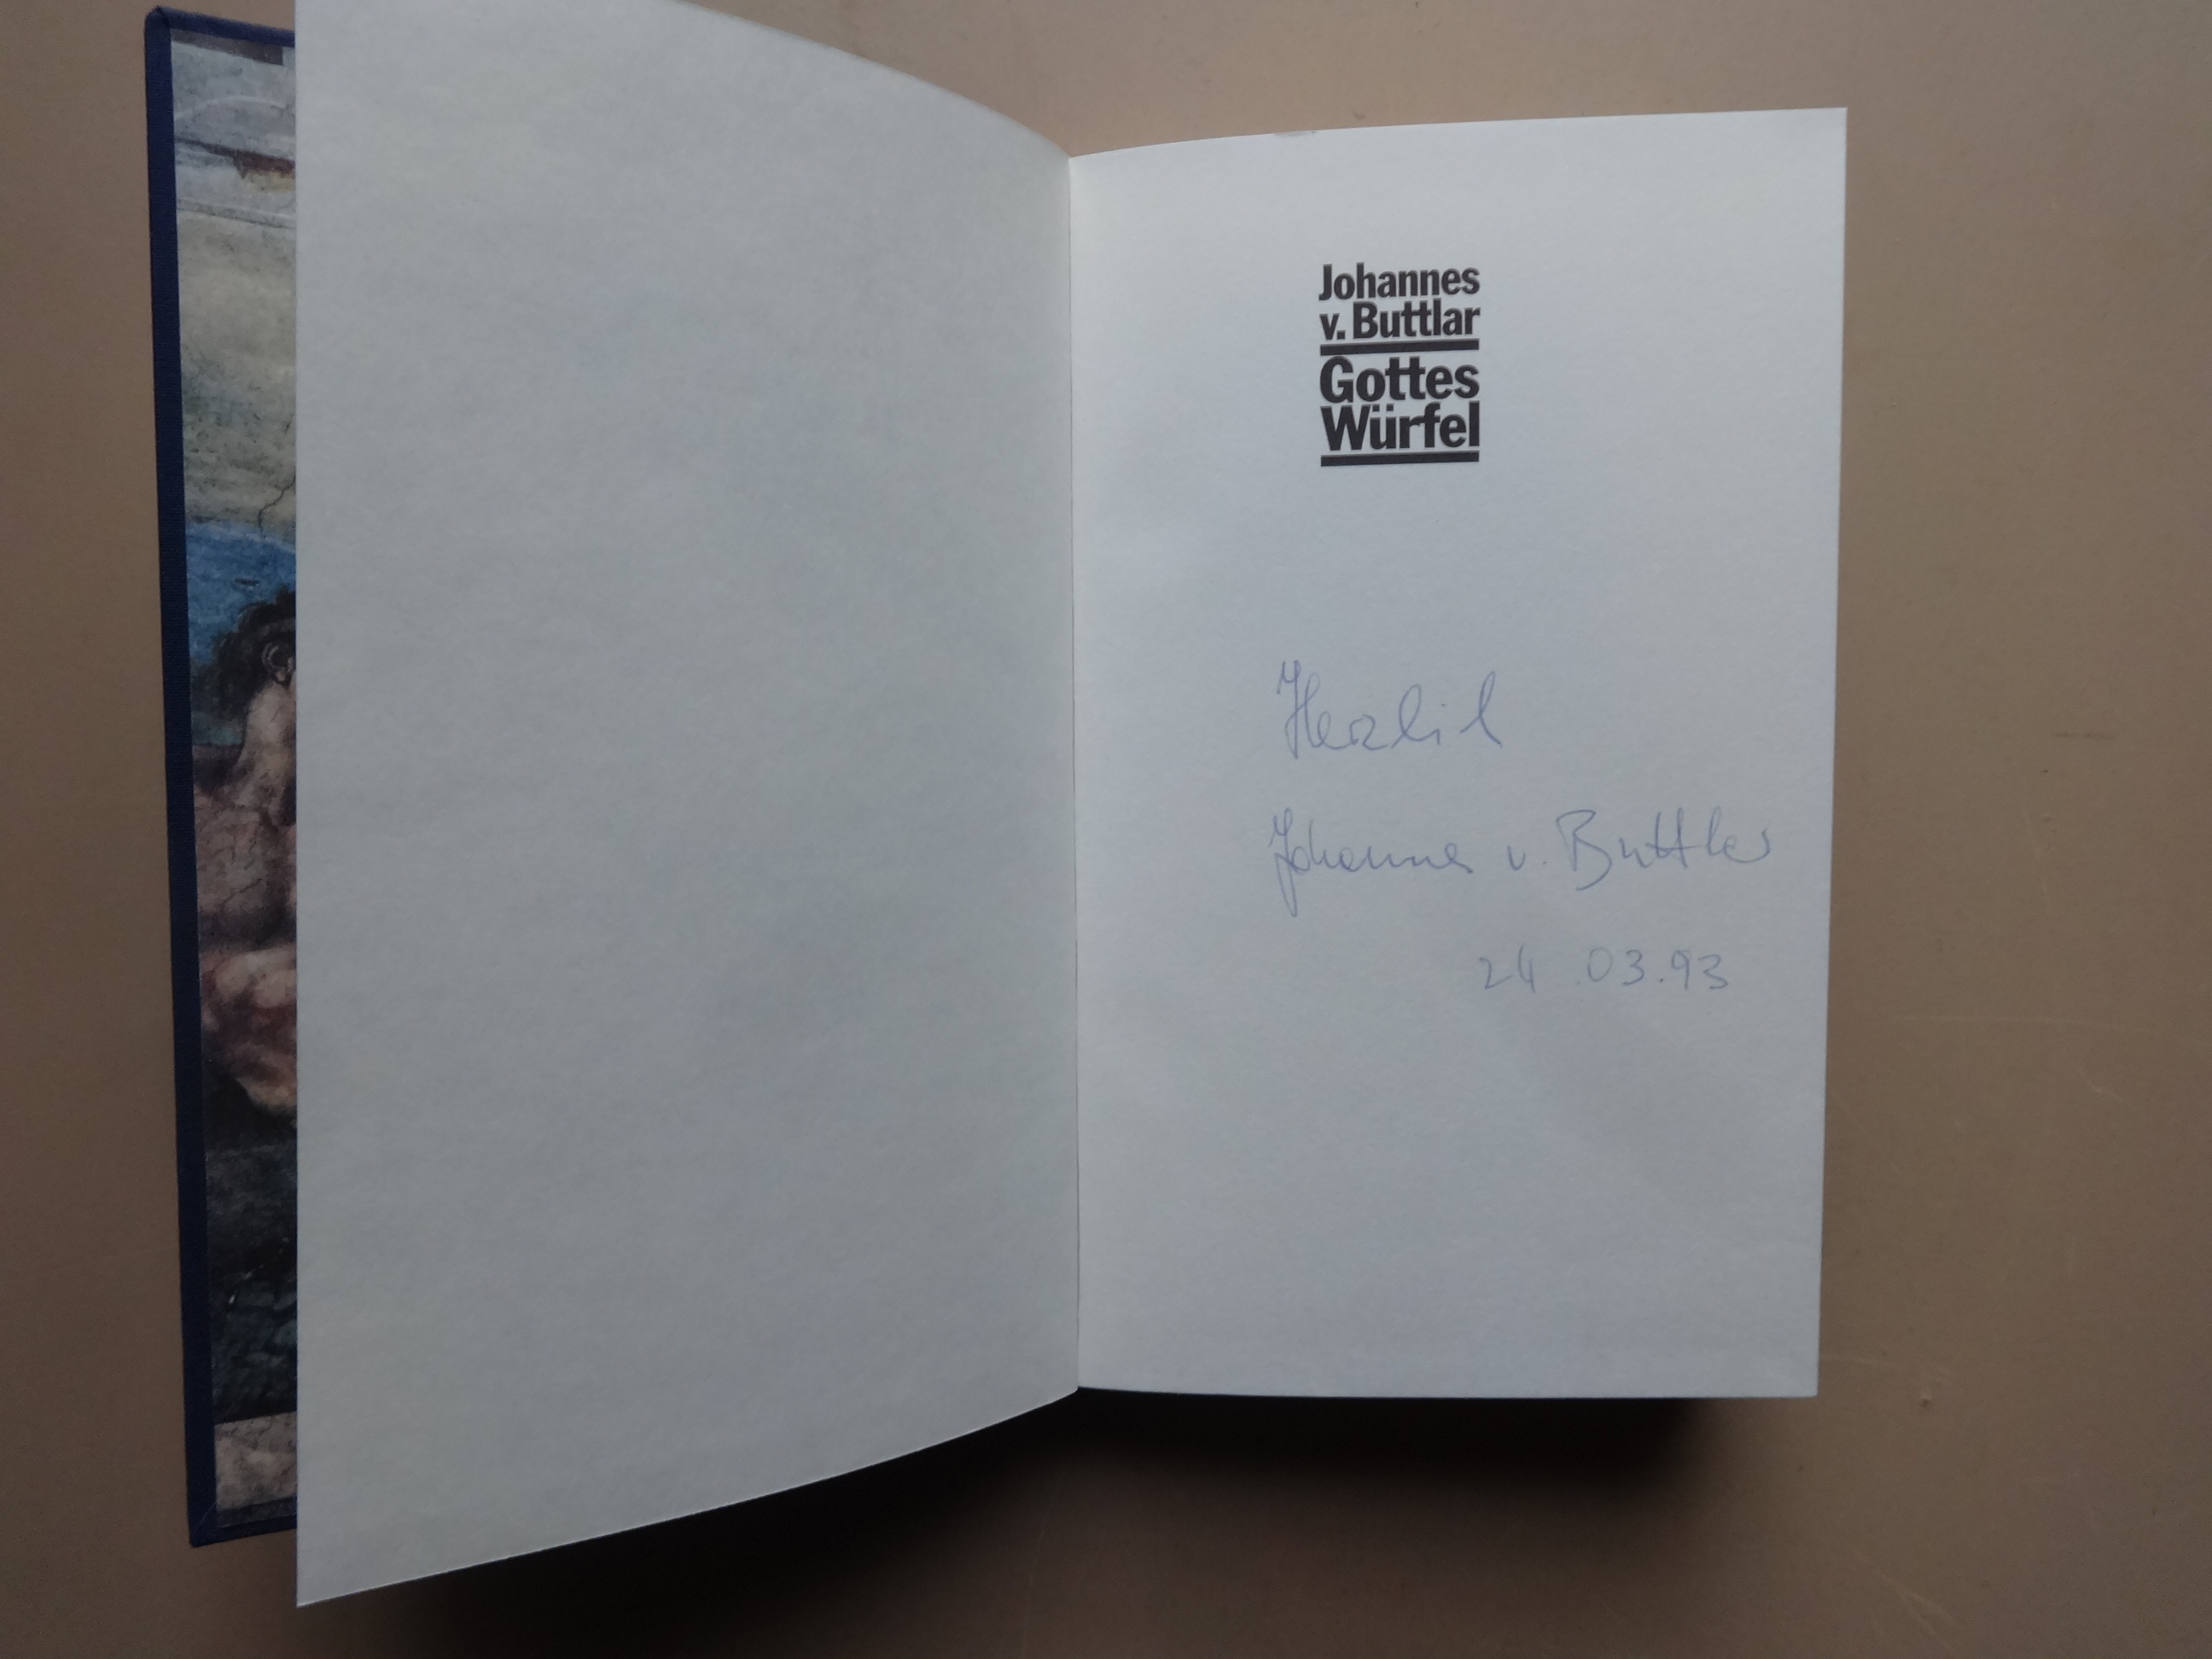 Johannes
v. Buttlar
Gottes
Würfel
Herzlich
Johannes v. Buttlar
24.03.93